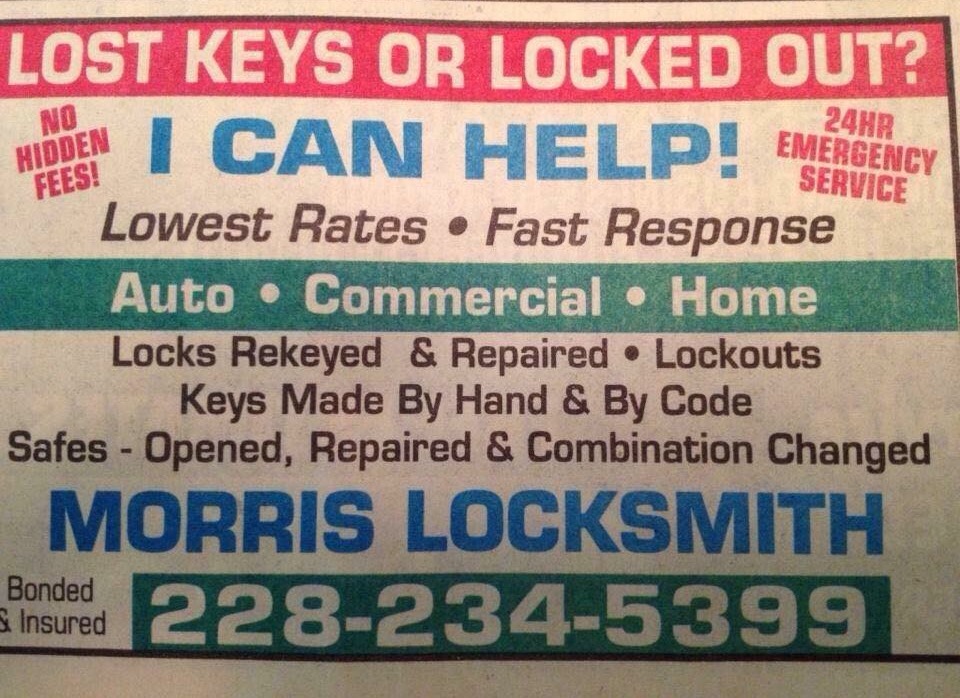 LOST KEYS OR LOCKED OUT?
NO
HIDDEN
FEES!
I CAN HELP!
24HR
EMERGENCY
SERVICE
Lowest Rates • Fast Response
Auto • Commercial • Home
Locks Rekeyed & Repaired • Lockouts
Keys Made By Hand & By Code
Safes - Opened, Repaired & Combination Changed
MORRIS LOCKSMITH
Bonded
& Insured
228-234-5399